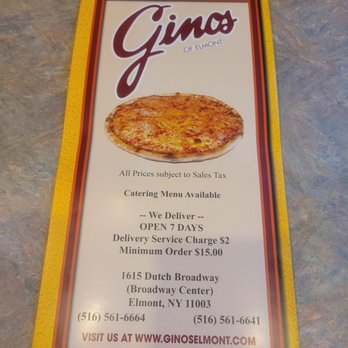 Ginos
OF ELMONT
All Prices subject to Sales Tax
Catering Menu Available
-- We Deliver --
OPEN 7 DAYS
Delivery Service Charge $2
Minimum Order $15.00
1615 Dutch Broadway
(Broadway Center)
Elmont, NY 11003
(516) 561-6664 (516) 561-6641
VISIT US AT WWW.GINOSELMONT.COM